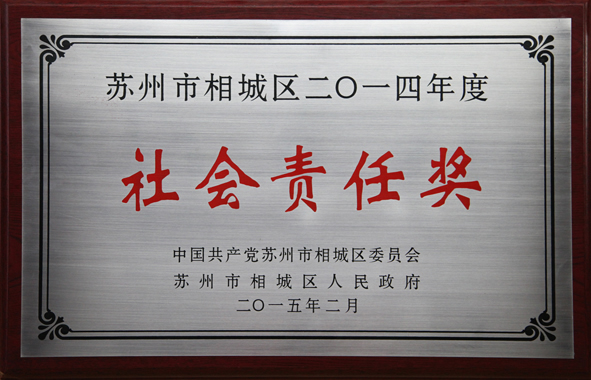 苏州市相城区二〇一四年度
社会责任奖
中国共产党苏州市相城区委员会
苏州市相城区人民政府
二〇一五年二月